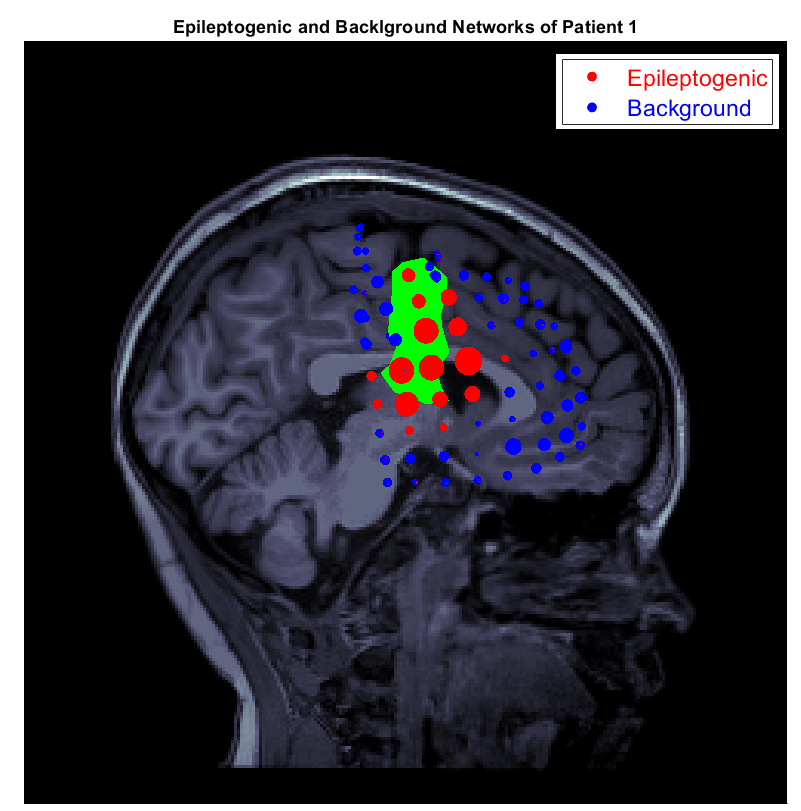 Epileptogenic and Backlground Networks of Patient 1
Epileptogenic
Background